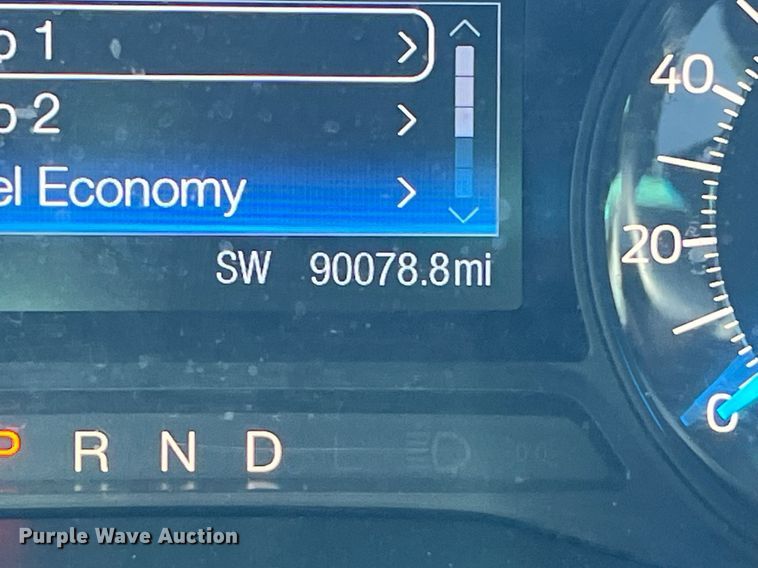 p 1
p 2
el Economy
SW 90078.8mi
40
20
0
P R N D
Purple Wave Auction